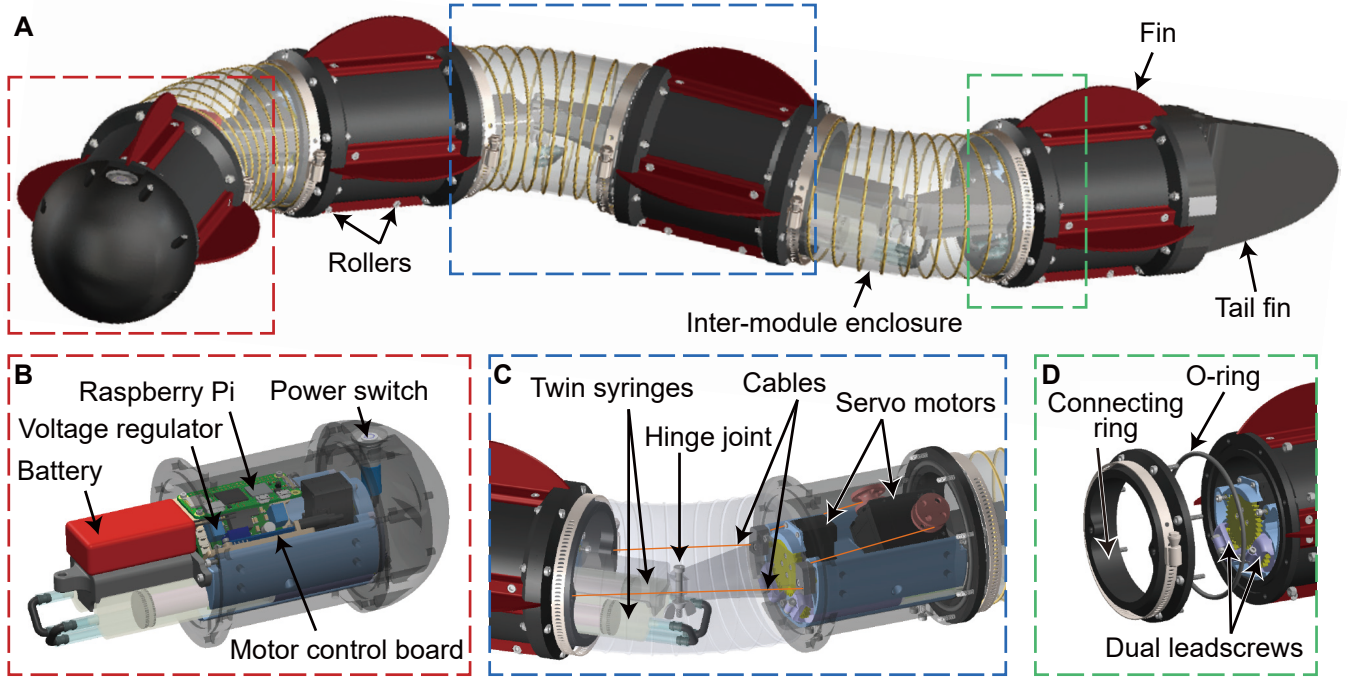 A
Fin
Rollers
Inter-module enclosure
Tail fin
B
Raspberry Pi
Power switch
Voltage regulator
Battery
Motor control board
C
Twin syringes
Cables
Servo motors
Hinge joint
D
O-ring
Connecting
ring
Dual leadscrews